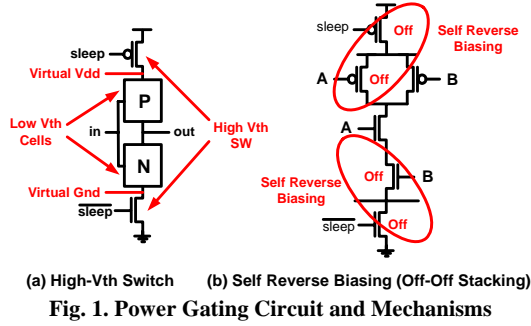 sleep
Virtual Vdd
P
Low Vth
Cells
in
out
High Vth
SW
N
Virtual Gnd
sleep
sleep
Off
Self Reverse
Biasing
A
Off
B
A
Off
B
Self Reverse
Biasing
sleep
Off
(a) High-Vth Switch
(b) Self Reverse Biasing (Off-Off Stacking)
Fig. 1. Power Gating Circuit and Mechanisms